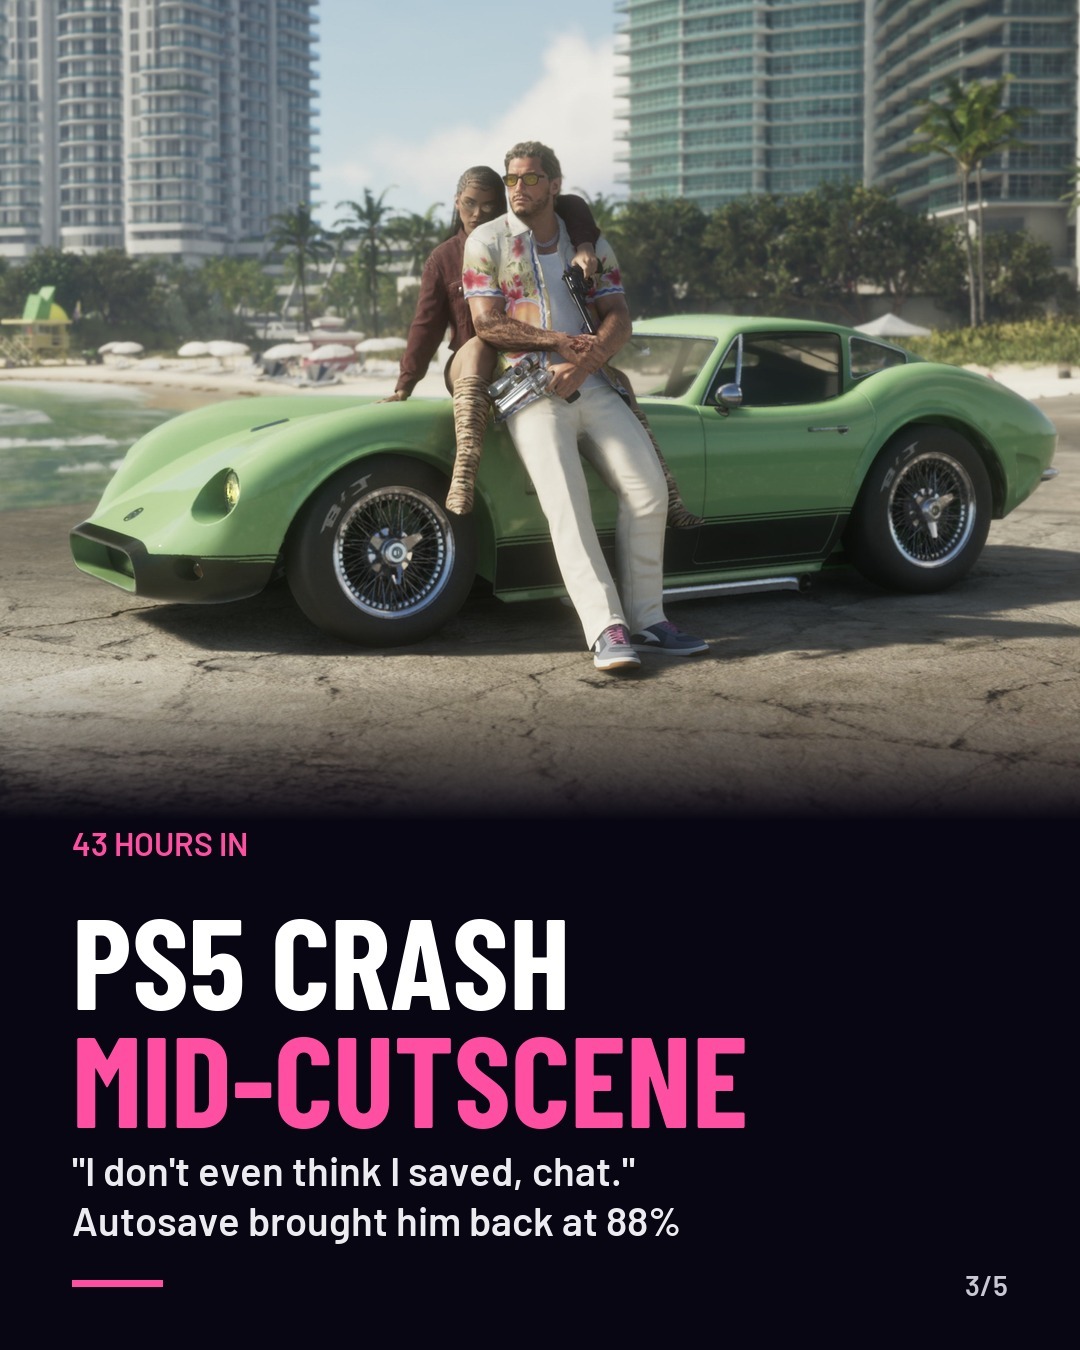 43 HOURS IN
PS5 CRASH
MID-CUTSCENE
"I don't even think I saved, chat."
Autosave brought him back at 88%
3/5